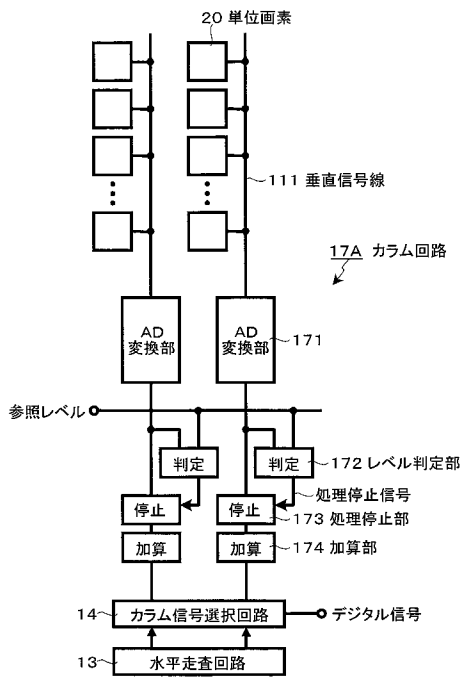 20 単位画素
111 垂直信号線
17A カラム回路
AD
変換部
AD
変換部
171
参照レベル
判定
判定
172 レベル判定部
処理停止信号
停止
停止
173 処理停止部
加算
加算
174 加算部
14
カラム信号選択回路
デジタル信号
13
水平走査回路